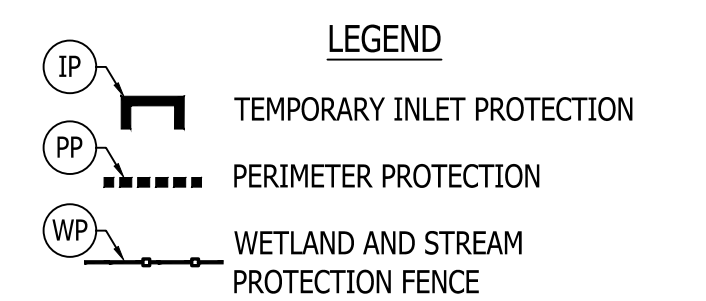 LEGEND
IP
TEMPORARY INLET PROTECTION
PP
PERIMETER PROTECTION
WP
WETLAND AND STREAM
PROTECTION FENCE